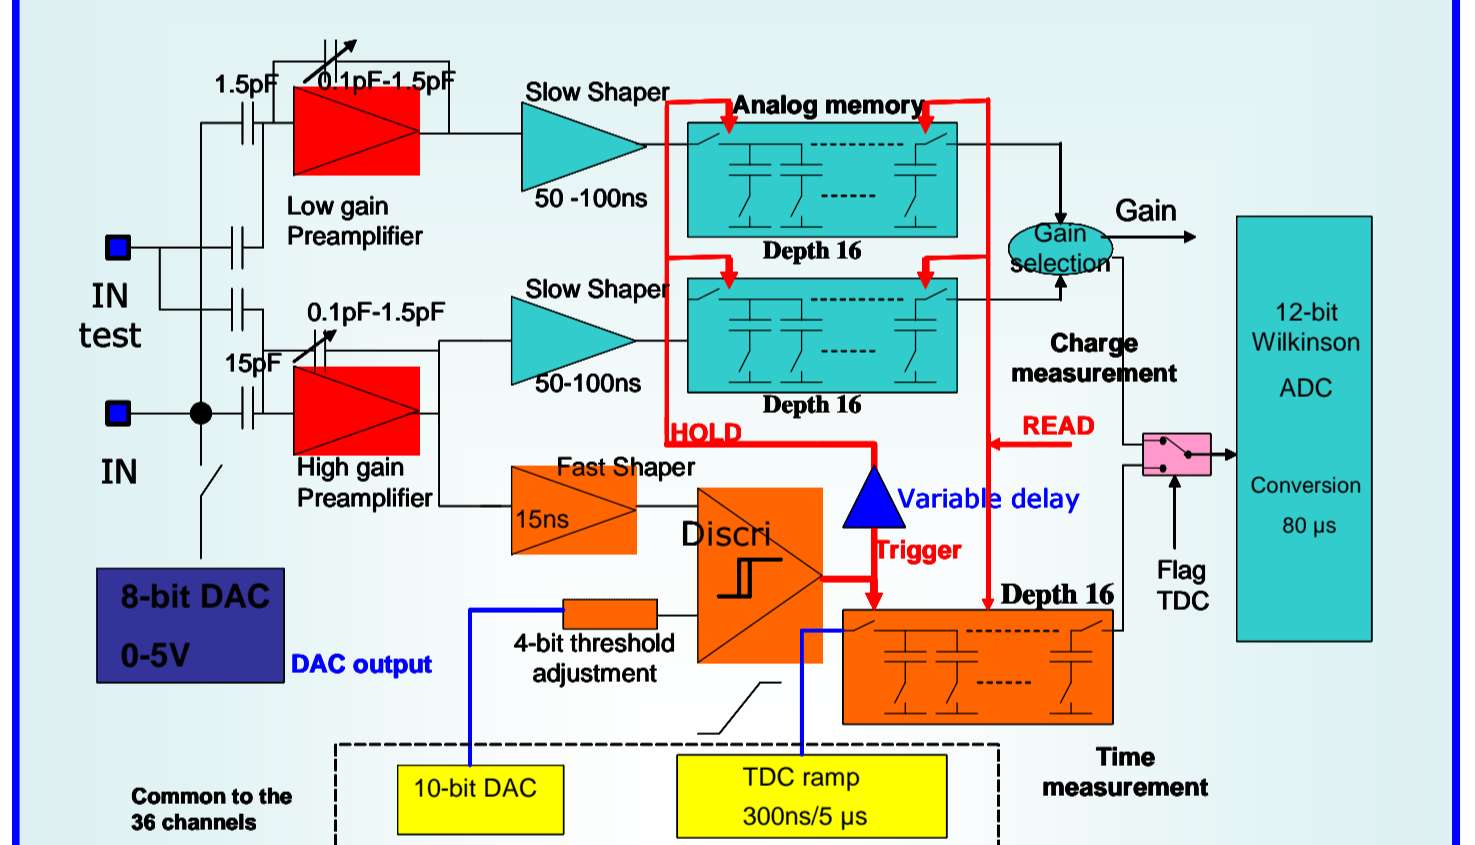 1.5pF
0.1pF-1.5pF
Slow Shaper
Analog memory
50 -100ns
Low gain
Preamplifier
Depth 16
Gain
Gain
selection
IN
test
Slow Shaper
0.1pF-1.5pF
15pF
50-100ns
Depth 16
Charge
measurement
12-bit
Wilkinson
ADC
Conversion
80 µs
HOLD
READ
IN
High gain
Preamplifier
Fast Shaper
15ns
Discri
Variable delay
Trigger
Flag
TDC
Depth 16
8-bit DAC
0-5V
DAC output
4-bit threshold
adjustment
Time
measurement
Common to the
36 channels
10-bit DAC
TDC ramp
300ns/5 µs